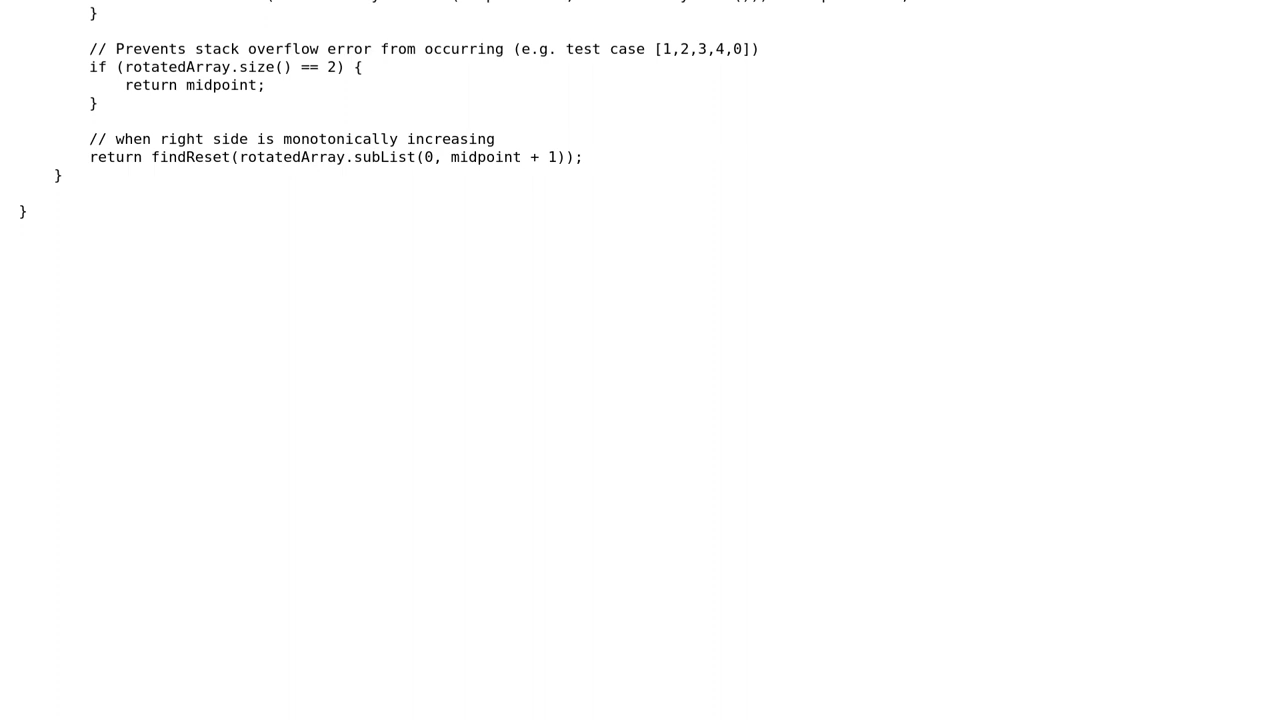 }
// Prevents stack overflow error from occurring (e.g. test case [1,2,3,4,0])
if (rotatedArray.size() == 2) {
return midpoint;
}
// when right side is monotonically increasing
return findReset(rotatedArray.subList(0, midpoint + 1));
}
}